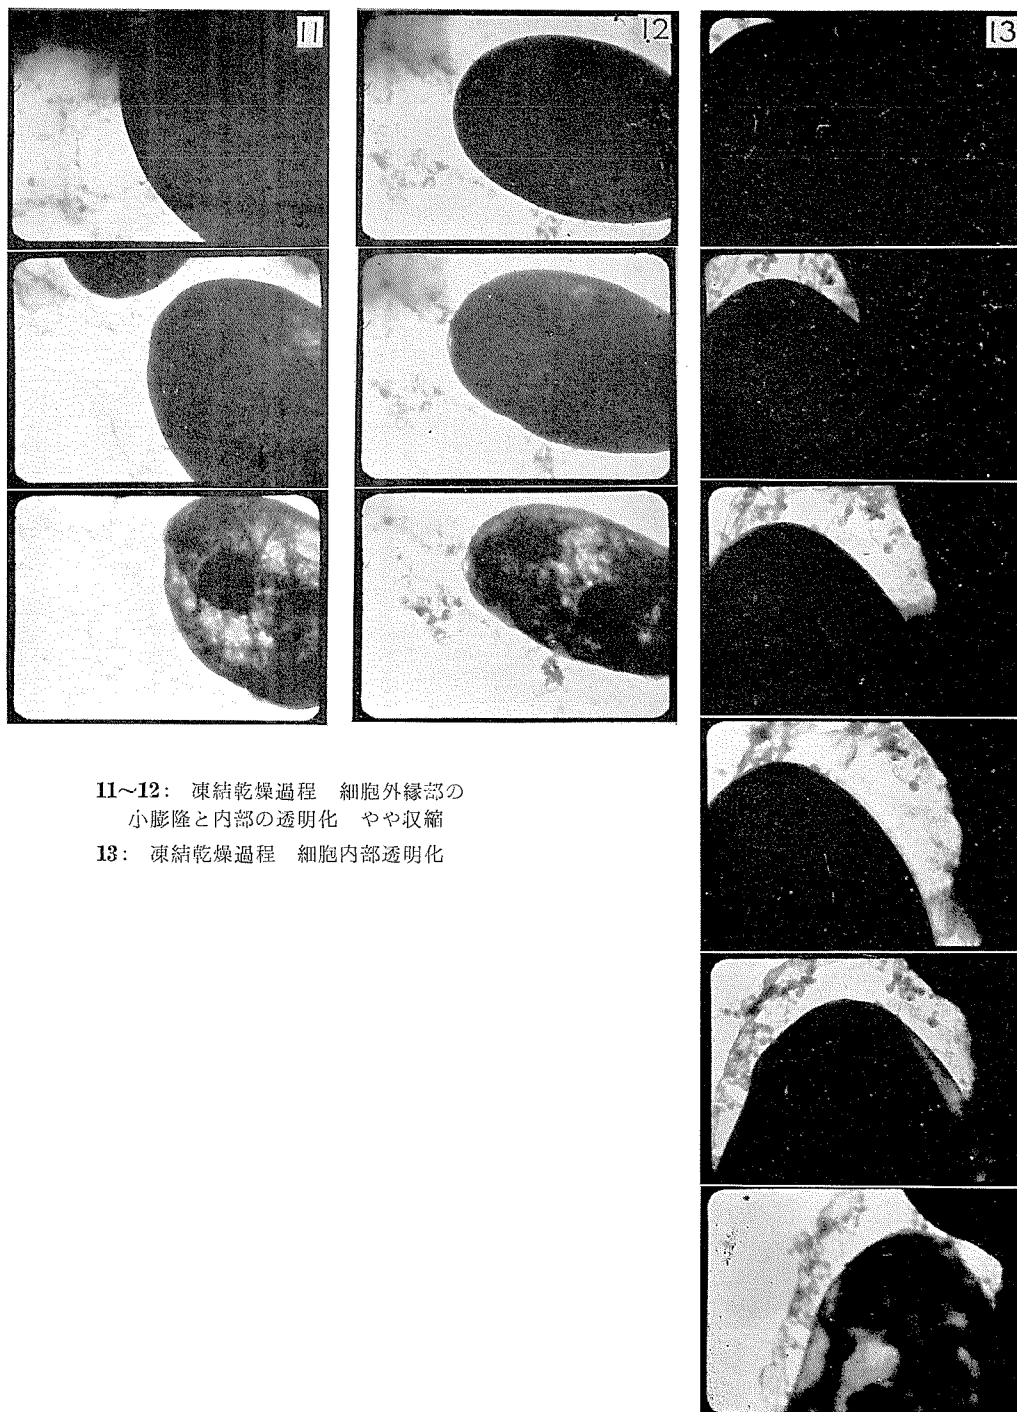 11
12
13
11~12: 凍結乾燥過程 細胞外縁部の
小膨隆と内部の透明化 やや収縮
13: 凍結乾燥過程 細胞内部透明化